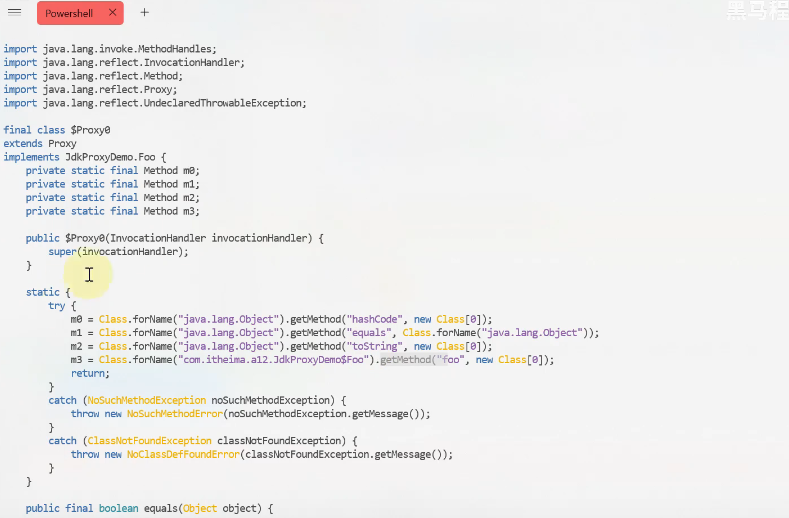 Powershell
黑马程
import java.lang.invoke.MethodHandles;
import java.lang.reflect.InvocationHandler;
import java.lang.reflect.Method;
import java.lang.reflect.Proxy;
import java.lang.reflect.UndeclaredThrowableException;

final class $Proxy0
extends Proxy
implements JdkProxyDemo.Foo {
    private static final Method m0;
    private static final Method m1;
    private static final Method m2;
    private static final Method m3;

    public $Proxy0(InvocationHandler invocationHandler) {
        super(invocationHandler);
    }

    static {
        try {
            m0 = Class.forName("java.lang.Object").getMethod("hashCode", new Class[0]);
            m1 = Class.forName("java.lang.Object").getMethod("equals", Class.forName("java.lang.Object"));
            m2 = Class.forName("java.lang.Object").getMethod("toString", new Class[0]);
            m3 = Class.forName("com.itheima.a12.JdkProxyDemo$Foo").getMethod("foo", new Class[0]);
            return;
        }
        catch (NoSuchMethodException noSuchMethodException) {
            throw new NoSuchMethodError(noSuchMethodException.getMessage());
        }
        catch (ClassNotFoundException classNotFoundException) {
            throw new NoClassDefFoundError(classNotFoundException.getMessage());
        }
    }

    public final boolean equals(Object object) {